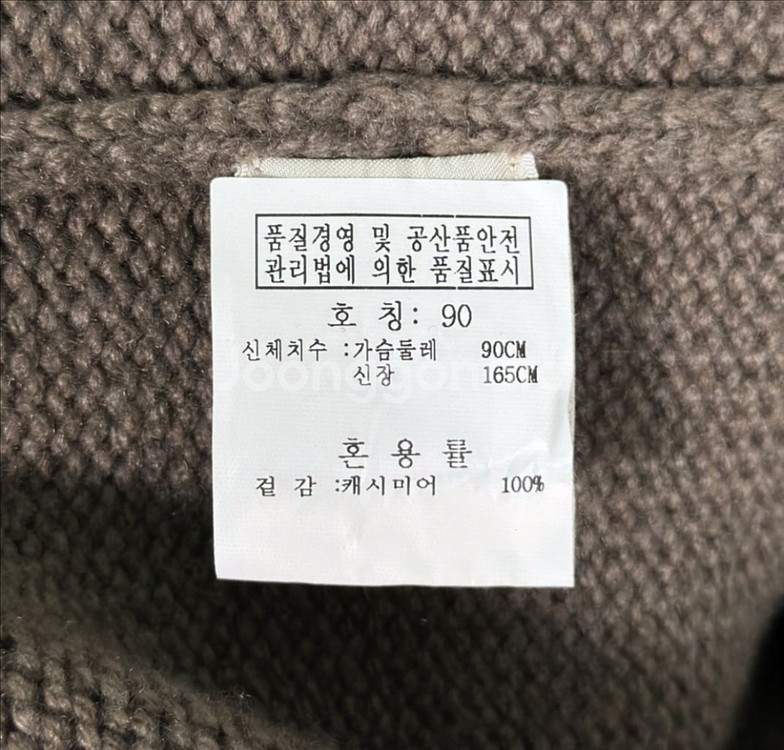 품질경영 및 공산품안전
관리법에 의한 품질표시
호 칭: 90
신체치수 :가슴둘레 90CM
신장 165CM
혼 용 률
겉 감 :캐시미어 100%